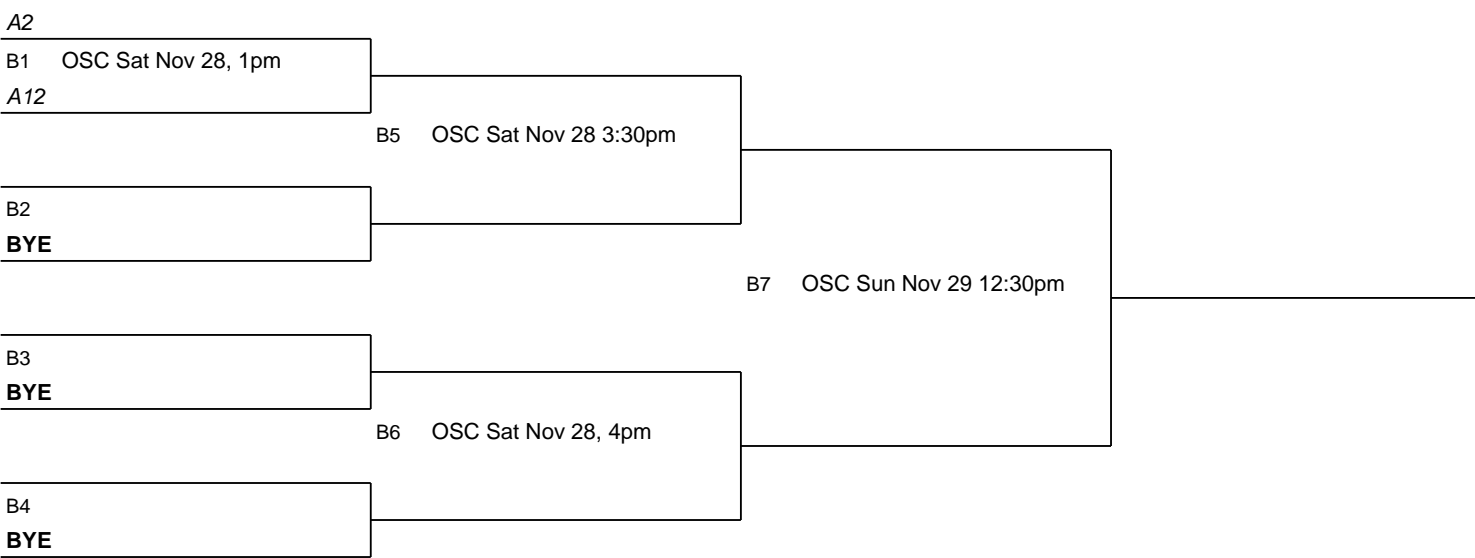 A2
B1 OSC Sat Nov 28, 1pm
A12
B5 OSC Sat Nov 28 3:30pm
B2
BYE
B7 OSC Sun Nov 29 12:30pm
B3
BYE
B6 OSC Sat Nov 28, 4pm
B4
BYE